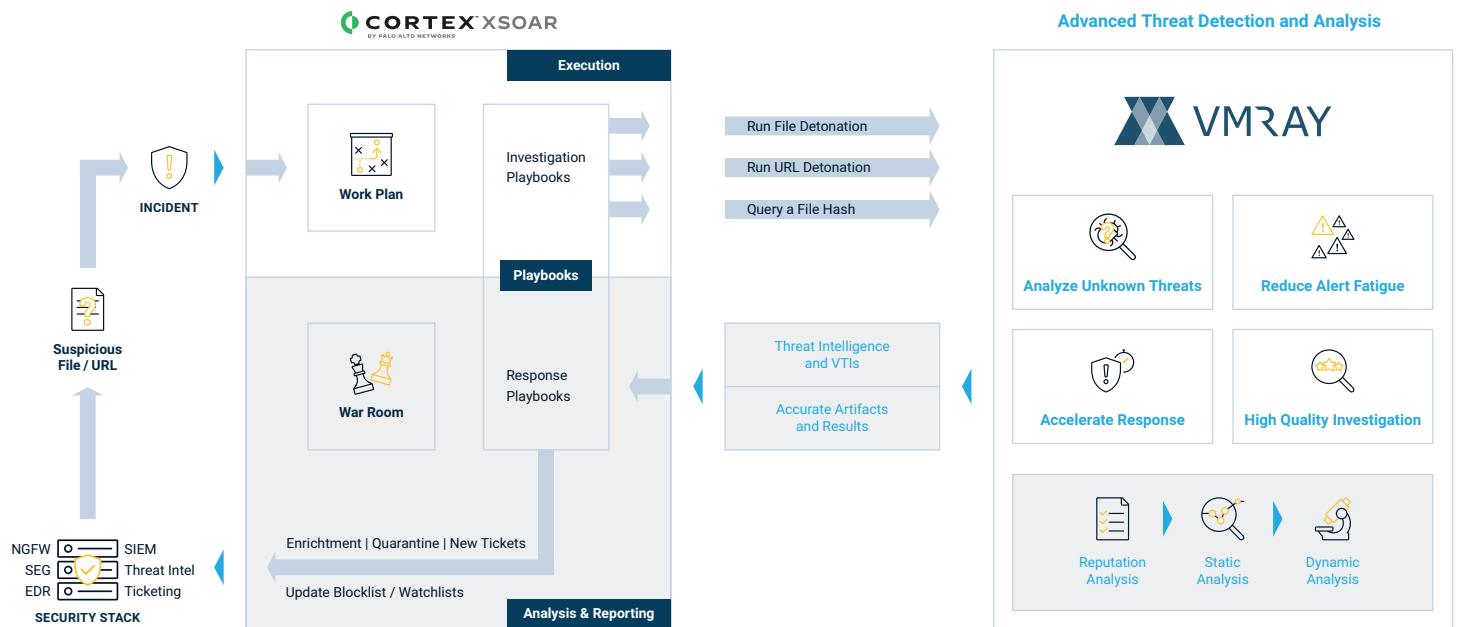 CORTEX™ XSOAR
BY PALO ALTO NETWORKS
Advanced Threat Detection and Analysis
Execution
VMRAY
Work Plan
Investigation
Playbooks
Run File Detonation
Run URL Detonation
Query a File Hash
INCIDENT
Playbooks
Analyze Unknown Threats
Reduce Alert Fatigue
Suspicious
File / URL
War Room
Response
Playbooks
Threat Intelligence
and VTIs
Accurate Artifacts
and Results
Accelerate Response
High Quality Investigation
Enrichment | Quarantine | New Tickets
Update Blocklist / Watchlists
Analysis & Reporting
NGFW
SEG
EDR
SIEM
Threat Intel
Ticketing
SECURITY STACK
Reputation
Analysis
Static
Analysis
Dynamic
Analysis